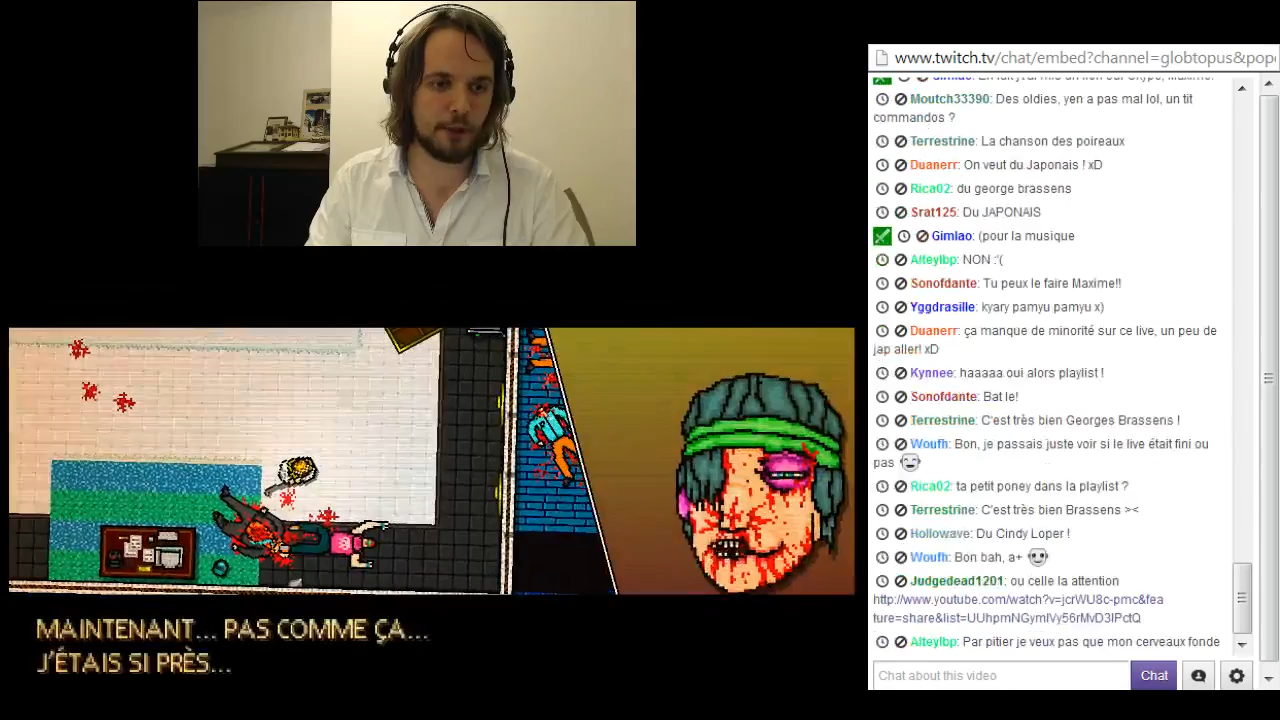 www.twitch.tv/chat/embed?channel=globtopus&pop
Moutch33390: Des oldies, yen a pas mal lol, un tit
commandos ?
Terrestrine: La chanson des poireaux
Duanerr: On veut du Japonais ! xD
Rica02: du george brassens
Srat125: Du JAPONAIS
Gimlao: (pour la musique
Alteylbp: NON :'(
Sonofdante: Tu peux le faire Maxime!!
Yggdrasille: kyary pamyu pamyu x)
Duanerr: ça manque de minorité sur ce live, un peu de
jap aller! xD
Kynnee: haaaaa oui alors playlist !
Sonofdante: Bat le!
Terrestrine: C'est très bien Georges Brassens !
Woufh: Bon, je passais juste voir si le live était fini ou
pas
Rica02: ta petit poney dans la playlist ?
Terrestrine: C'est très bien Brassens ><
Hollowave: Du Cindy Loper !
Woufh: Bon bah, a+
Judgedead1201: ou celle la attention
http://www.youtube.com/watch?v=jcrWU8c-pmc&fea
ture=share&list=UUhpmNGymIVy56rMvD3IPctQ
Alteylbp: Par pitier je veux pas que mon cerveaux fonde
Chat about this video
Chat
MAINTENANT... PAS COMME ÇA...
J'ÉTAIS SI PRÈS...